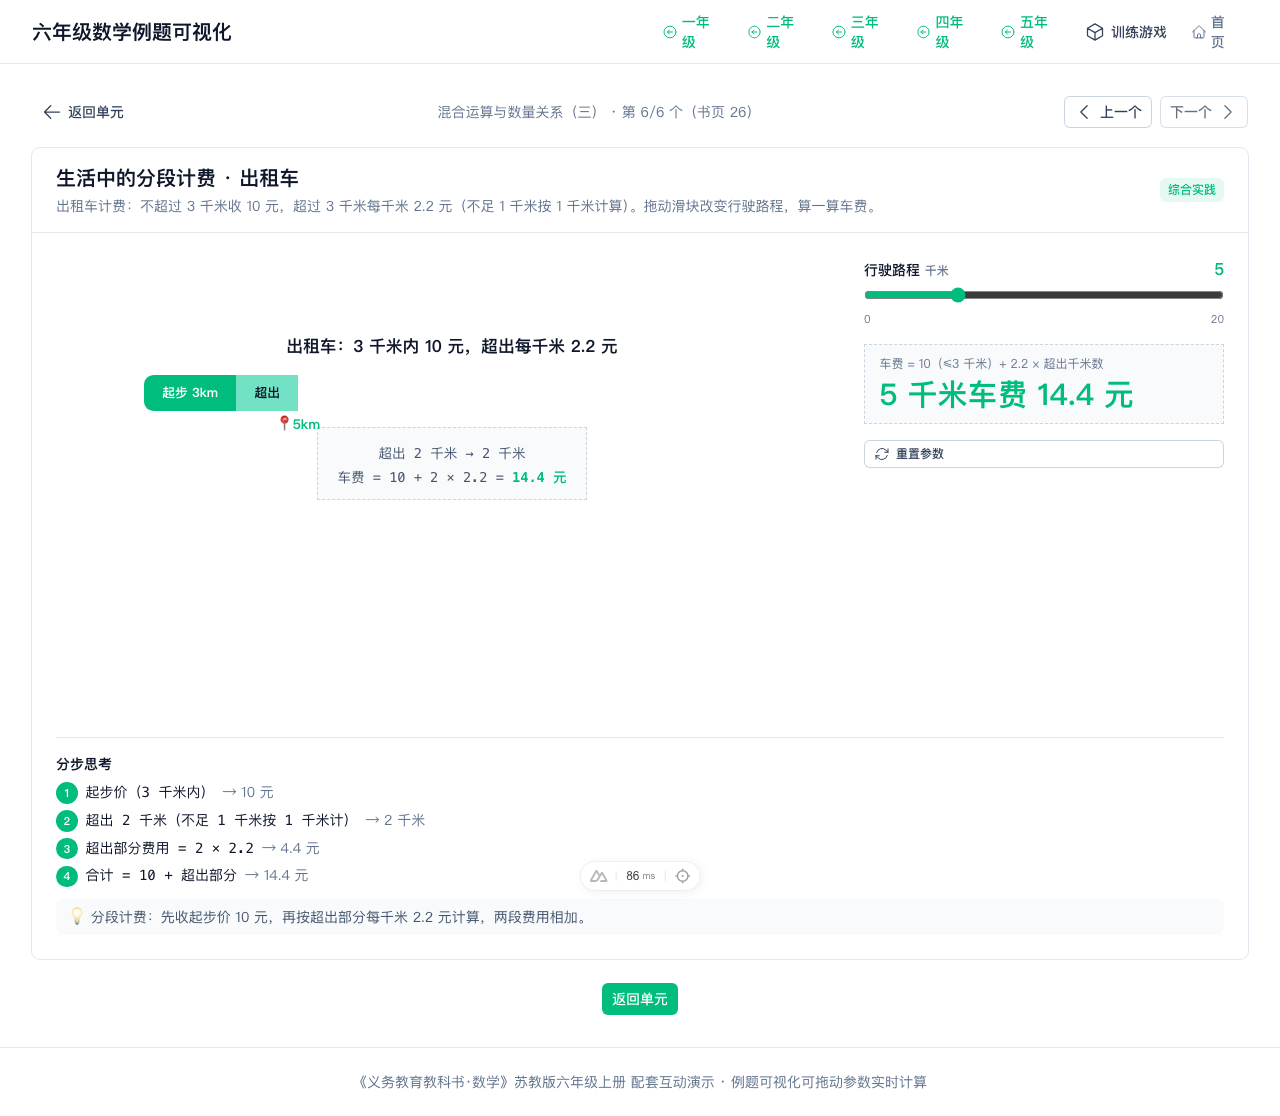 六年级数学例题可视化
一年级
二年级
三年级
四年级
五年级
训练游戏
首页
返回单元
混合运算与数量关系（三） · 第 6/6 个（书页 26）
上一个
下一个
生活中的分段计费 · 出租车
出租车计费：不超过 3 千米收 10 元，超过 3 千米每千米 2.2 元（不足 1 千米按 1 千米计算）。拖动滑块改变行驶路程，算一算车费。
综合实践
行驶路程 千米
5
0
20
出租车：3 千米内 10 元，超出每千米 2.2 元
起步 3km
超出
5km
超出 2 千米 → 2 千米
车费 = 10 + 2 × 2.2 = 14.4 元
车费 = 10（≤3 千米）+ 2.2 × 超出千米数
5 千米车费 14.4 元
重置参数
分步思考
1 起步价（3 千米内） → 10 元
2 超出 2 千米（不足 1 千米按 1 千米计） → 2 千米
3 超出部分费用 = 2 × 2.2 → 4.4 元
4 合计 = 10 + 超出部分 → 14.4 元
86 ms
分段计费：先收起步价 10 元，再按超出部分每千米 2.2 元计算，两段费用相加。
返回单元
《义务教育教科书·数学》苏教版六年级上册 配套互动演示 · 例题可视化可拖动参数实时计算